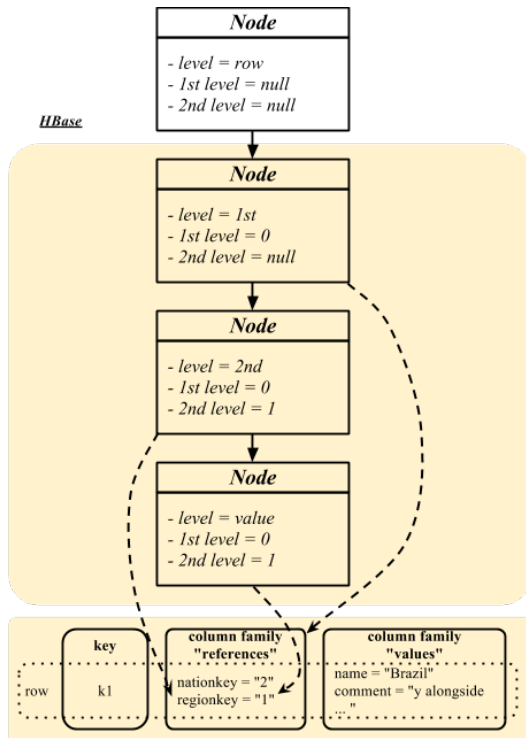 Node
- level = row
- 1st level = null
- 2nd level = null
HBase
Node
- level = 1st
- 1st level = 0
- 2nd level = null
Node
- level = 2nd
- 1st level = 0
- 2nd level = 1
Node
- level = value
- 1st level = 0
- 2nd level = 1
key
column family
"references"
column family
"values"
row
k1
nationkey = "2"
regionkey = "1"
name = "Brazil"
comment = "y alongside
... "